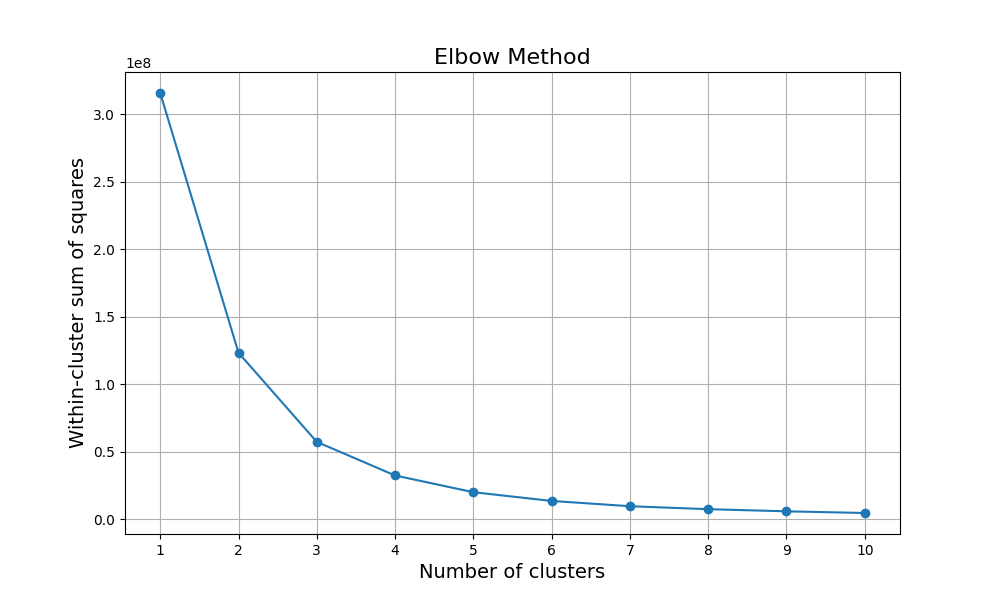 Elbow Method
1e8
3.0
2.5
2.0
1.5
1.0
0.5
0.0
Within-cluster sum of squares
1 2 3 4 5 6 7 8 9 10
Number of clusters